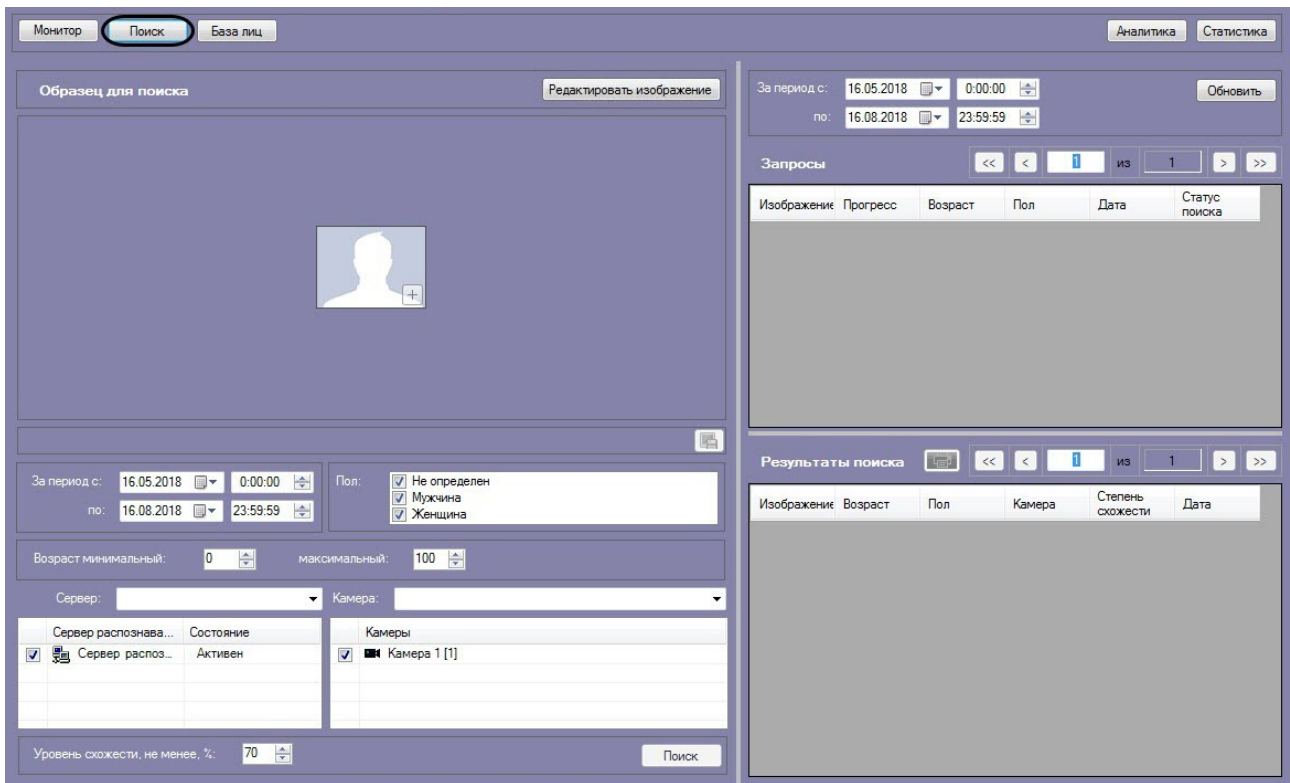 Монитор
Поиск
База лиц
Аналитика
Статистика
Образец для поиска
Редактировать изображение
За период с: 16.05.2018 0:00:00
по: 16.08.2018 23:59:59
Пол:
Не определен
Мужчина
Женщина
Возраст минимальный: 0 максимальный: 100
Сервер:
Камера:
Сервер распознава... Состояние
Сервер распоз... Активен
Камеры
Камера 1 [1]
Уровень схожести, не менее, %: 70
Поиск
За период с: 16.05.2018 0:00:00
по: 16.08.2018 23:59:59
Обновить
Запросы << < 1 из 1 > >>
Изображение Прогресс Возраст Пол Дата Статус поиска
Результаты поиска << < 1 из 1 > >>
Изображение Возраст Пол Камера Степень схожести Дата